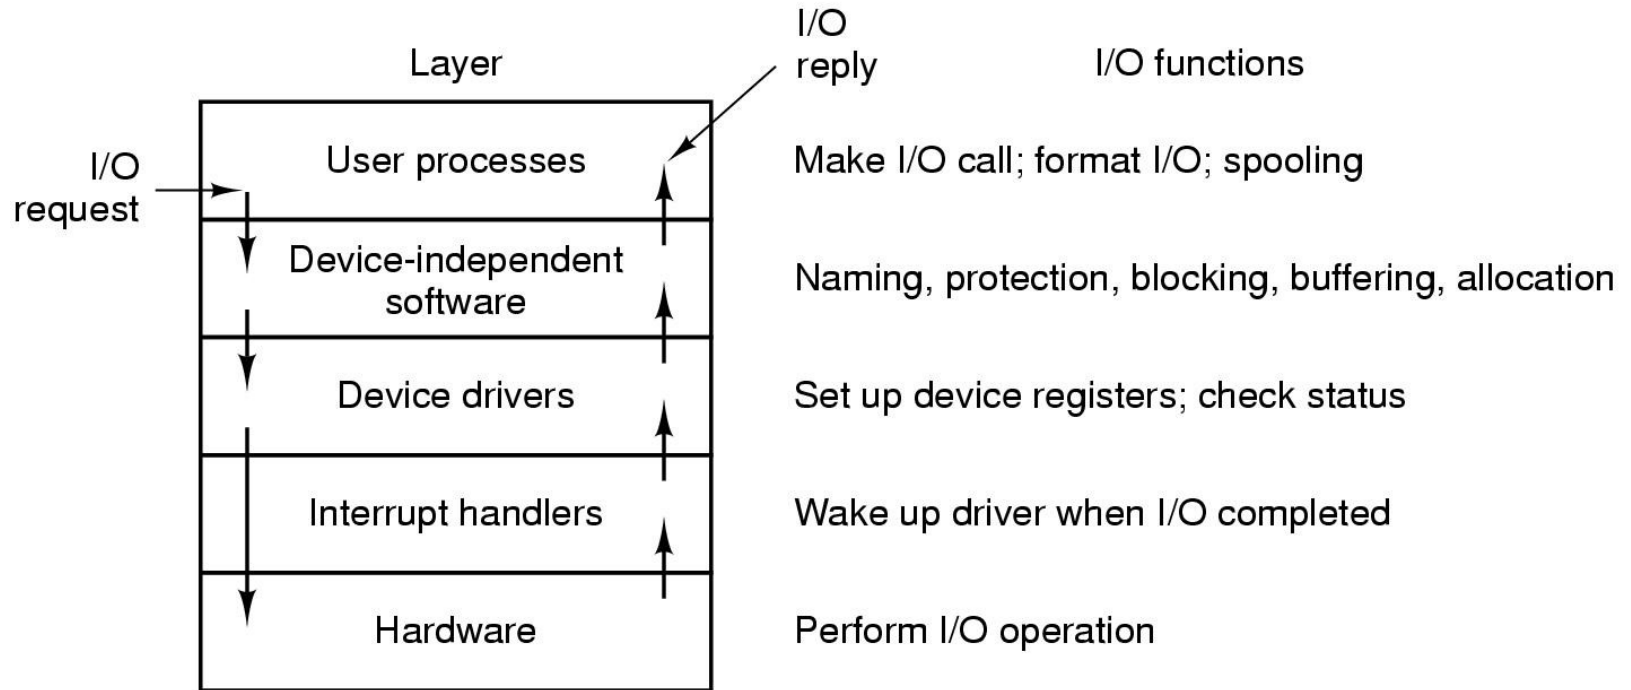 I/O
reply
Layer
I/O functions
I/O
request
User processes
Make I/O call; format I/O; spooling
Device-independent
software
Naming, protection, blocking, buffering, allocation
Device drivers
Set up device registers; check status
Interrupt handlers
Wake up driver when I/O completed
Hardware
Perform I/O operation